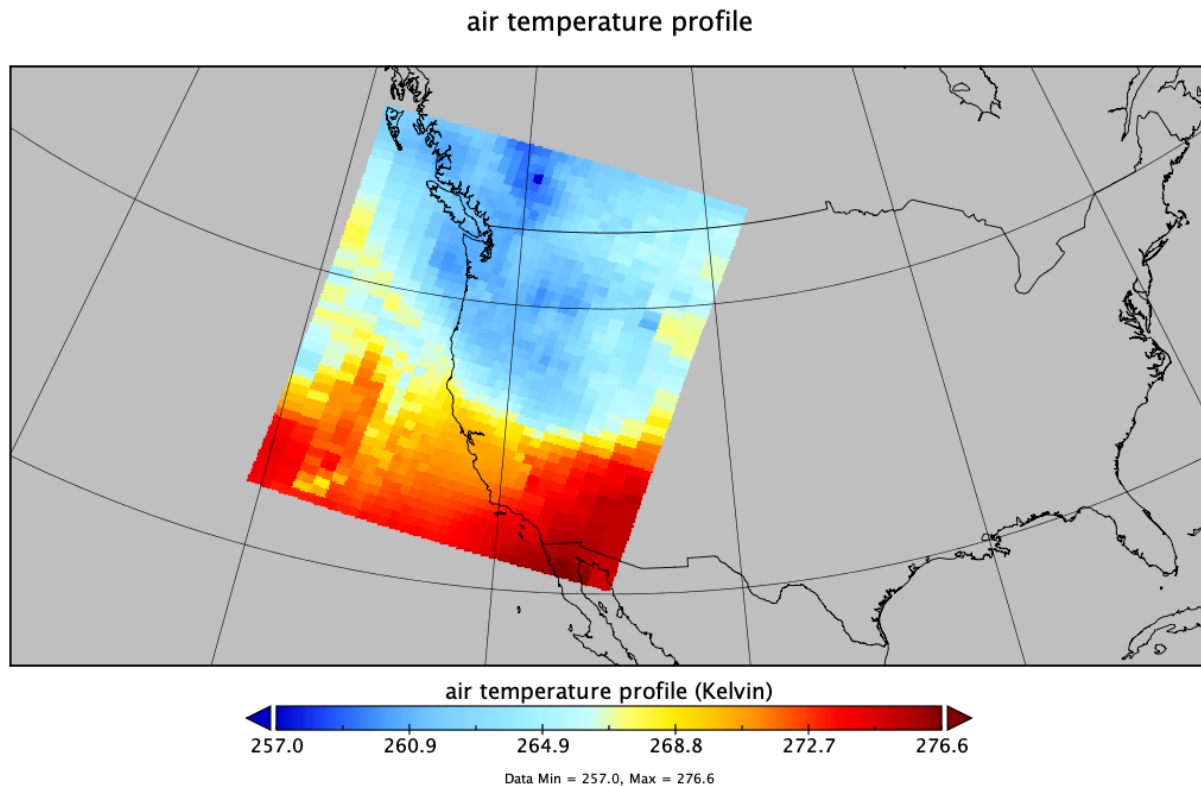 air temperature profile
air temperature profile (Kelvin)
257.0 260.9 264.9 268.8 272.7 276.6
Data Min = 257.0, Max = 276.6